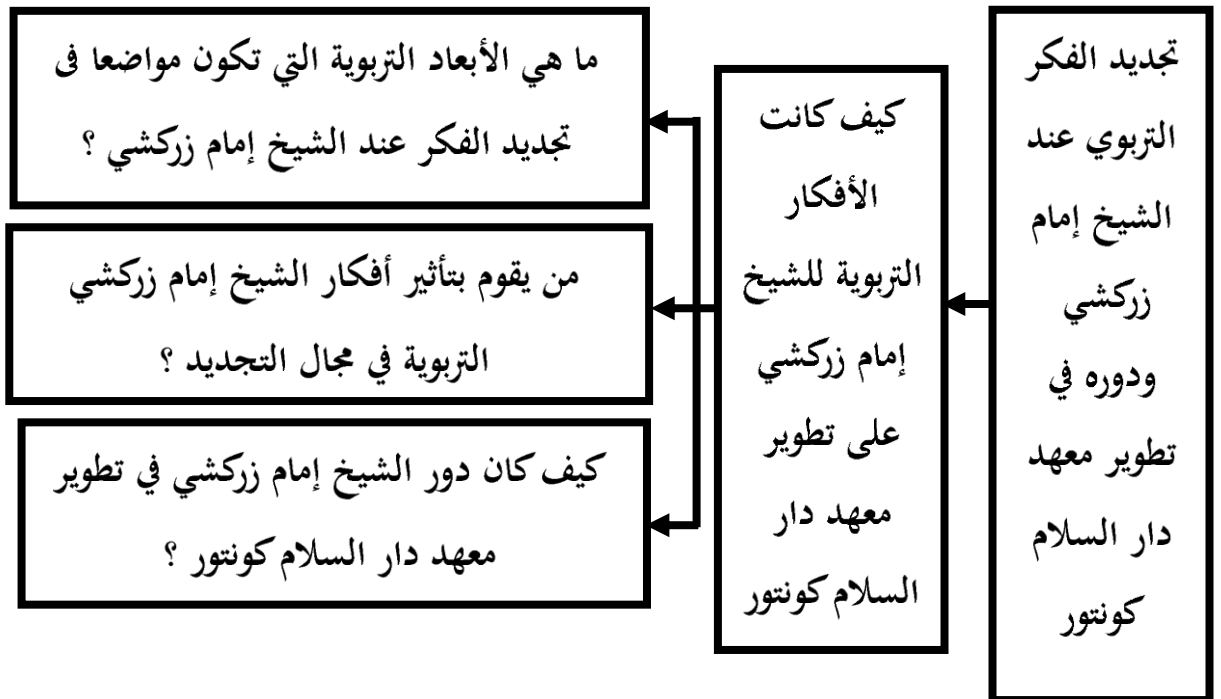 تجديد الفكر
التربوي عند
الشيخ إمام
زركشي
ودوره في
تطوير معهد
دار السلام
كونتور
كيف كانت
الأفكار
التربوية للشيخ
إمام زركشي
على تطوير
معهد دار
السلام كونتور
ما هي الأبعاد التربوية التي تكون مواضعا فى
تجديد الفكر عند الشيخ إمام زركشي ؟
من يقوم بتأثير أفكار الشيخ إمام زركشي
التربوية في مجال التجديد ؟
كيف كان دور الشيخ إمام زركشي في تطوير
معهد دار السلام كونتور ؟